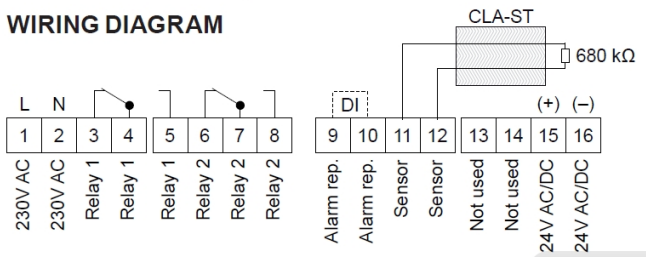 WIRING DIAGRAM
CLA-ST
680 kΩ
L N
DI
(+) (–)
1 2 3 4 5 6 7 8 9 10 11 12 13 14 15 16
230V AC
230V AC
Relay 1
Relay 1
Relay 1
Relay 2
Relay 2
Relay 2
Alarm rep.
Alarm rep.
Sensor
Sensor
Not used
Not used
24V AC/DC
24V AC/DC